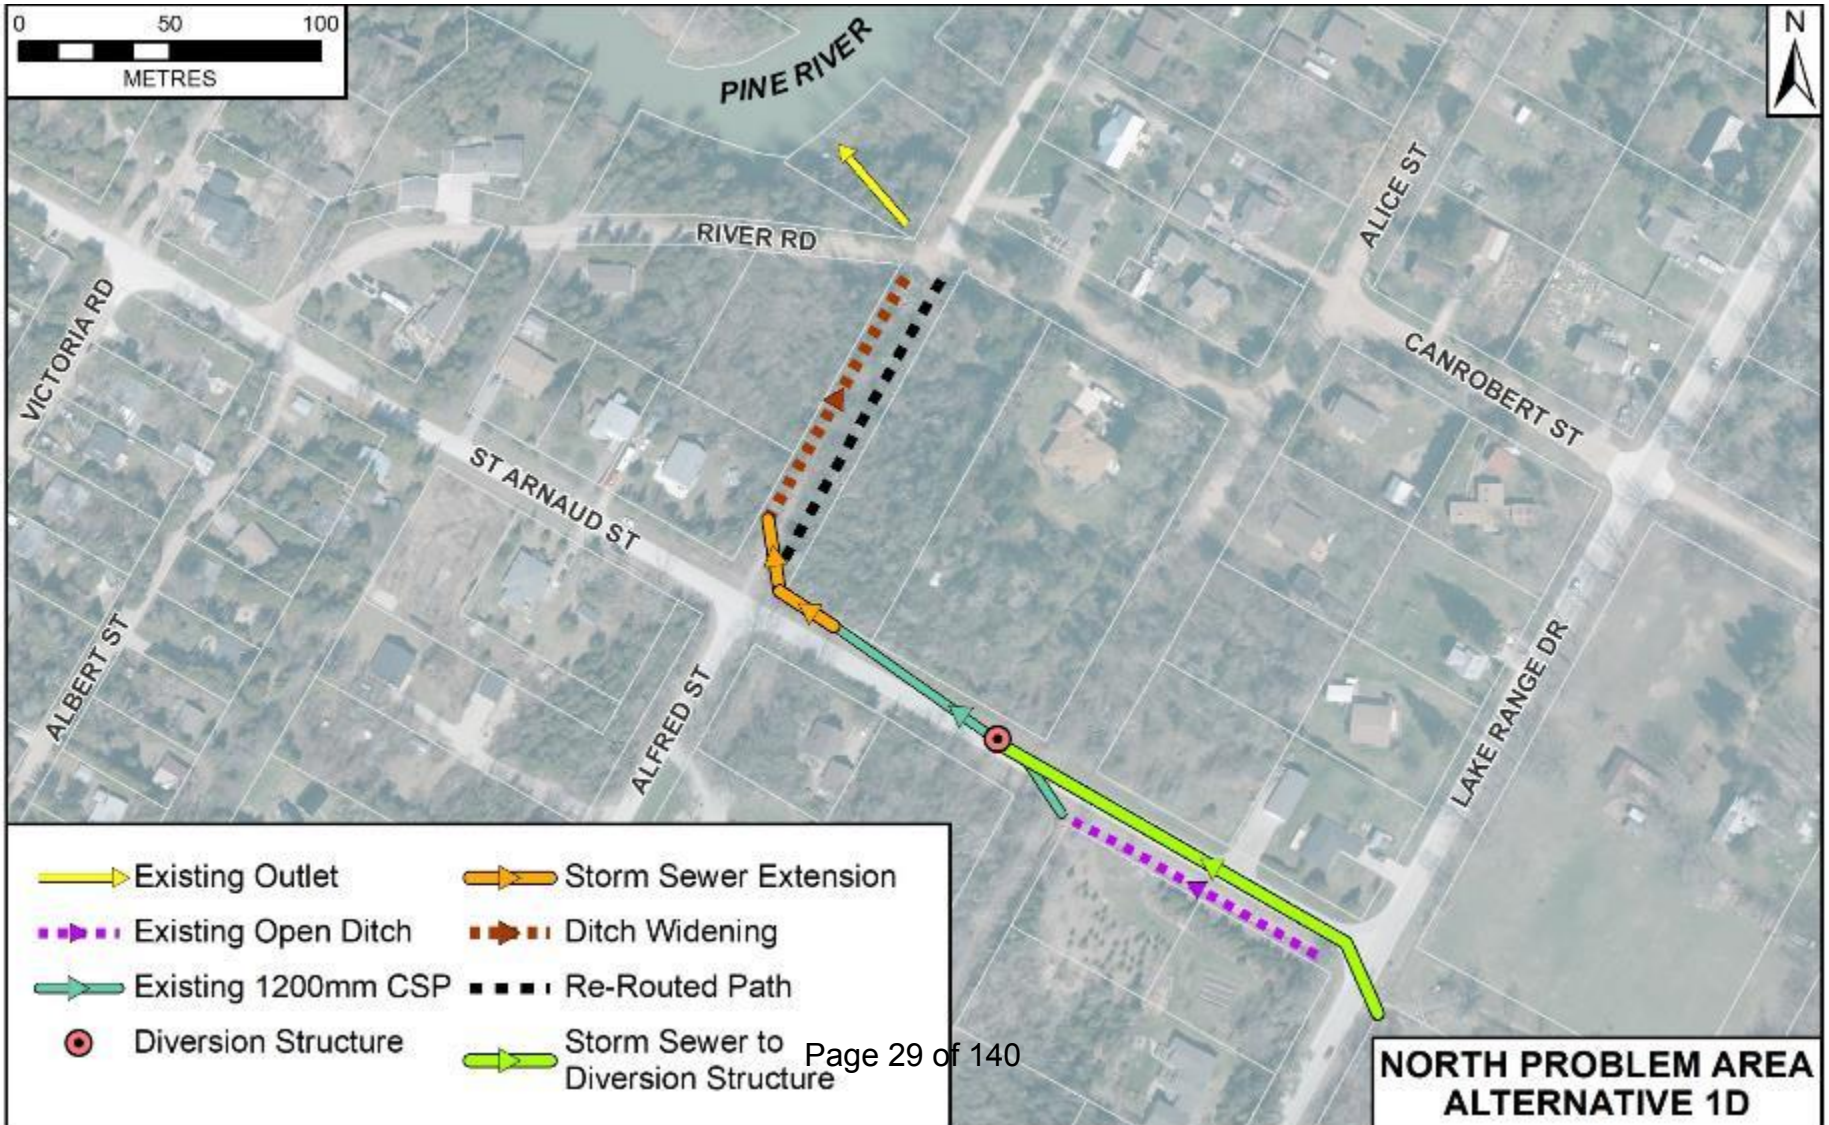 0 50 100
METRES
N
PINE RIVER
RIVER RD
ALICE ST
VICTORIA RD
CANROBERT ST
ST ARNAUD ST
ALBERT ST
ALFRED ST
LAKE RANGE DR
Existing Outlet
Existing Open Ditch
Existing 1200mm CSP
Diversion Structure
Storm Sewer Extension
Ditch Widening
Re-Routed Path
Storm Sewer to
Diversion Structure
Page 29 of 140
NORTH PROBLEM AREA
ALTERNATIVE 1D